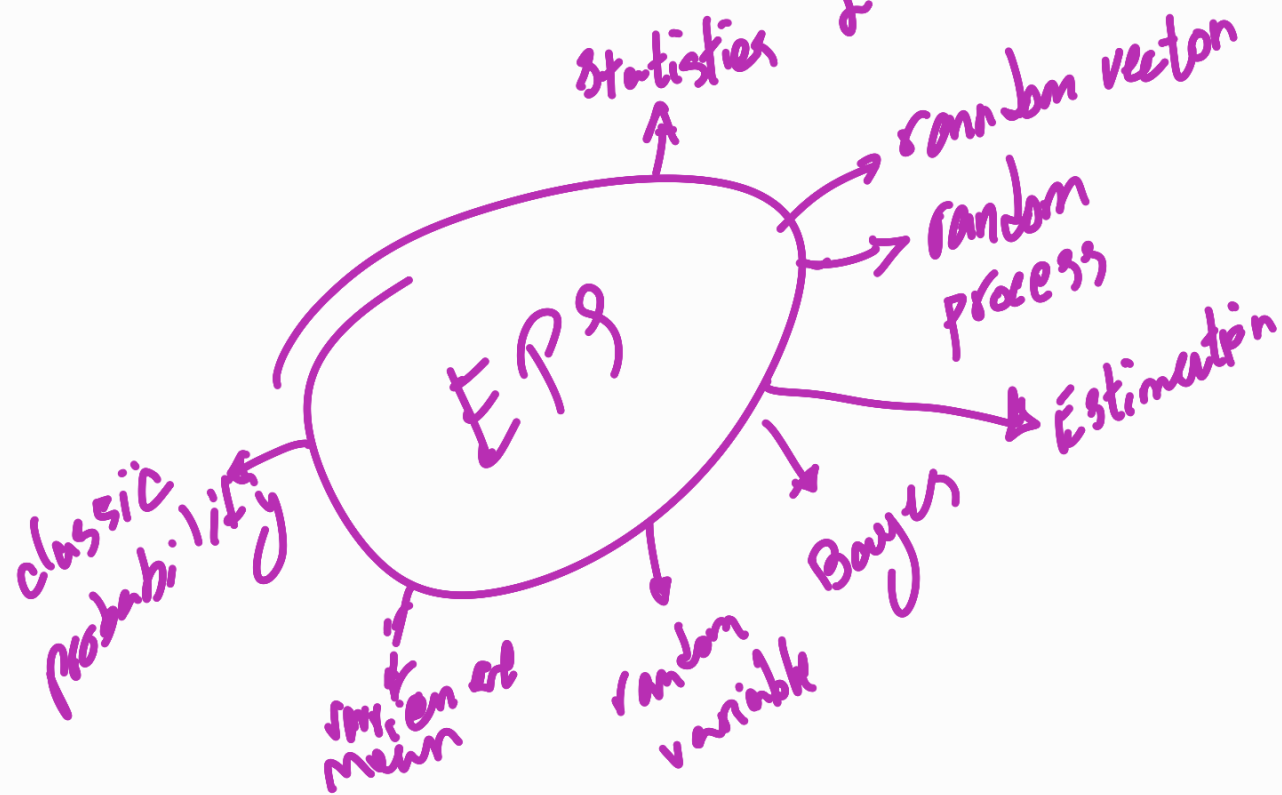 statistics
random vector
random
process
EPS
Estimation
classic
probability
Bayes
random
variable
mean